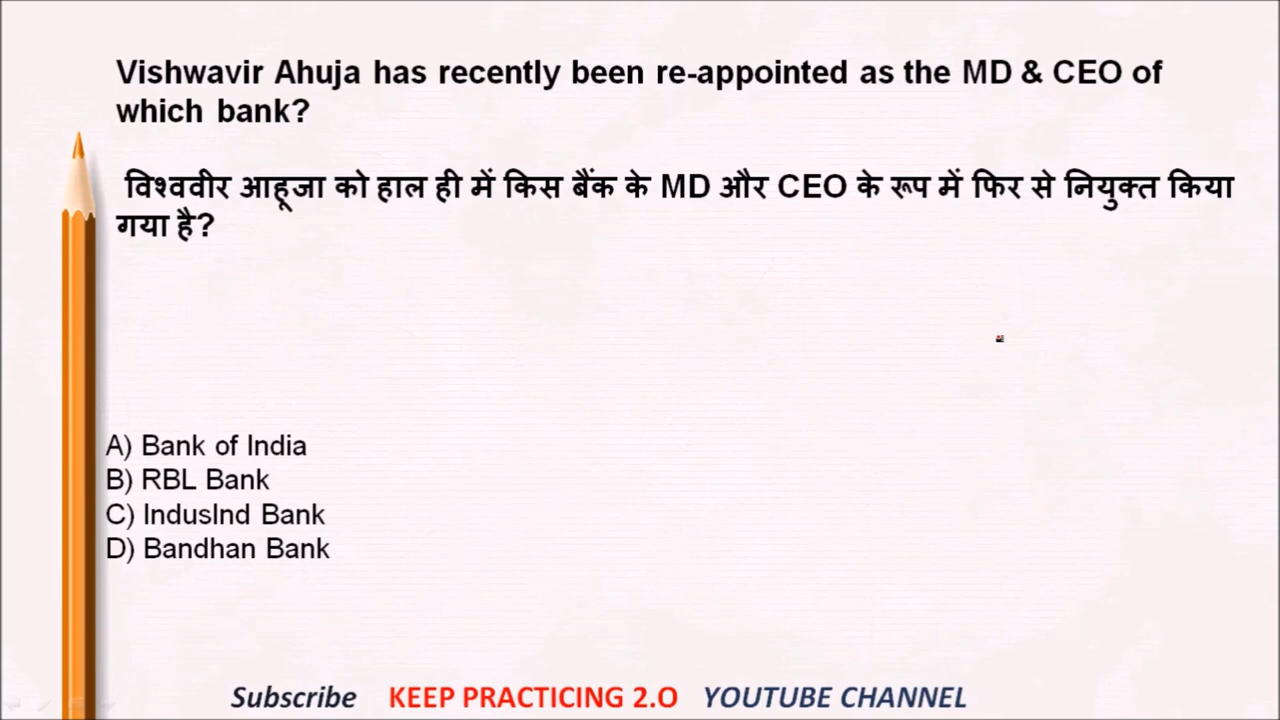 Vishwavir Ahuja has recently been re-appointed as the MD & CEO of
which bank?
विश्ववीर आहूजा को हाल ही में किस बैंक के MD और CEO के रूप में फिर से नियुक्त किया
गया है?
A) Bank of India
B) RBL Bank
C) IndusInd Bank
D) Bandhan Bank
Subscribe KEEP PRACTICING 2.O YOUTUBE CHANNEL